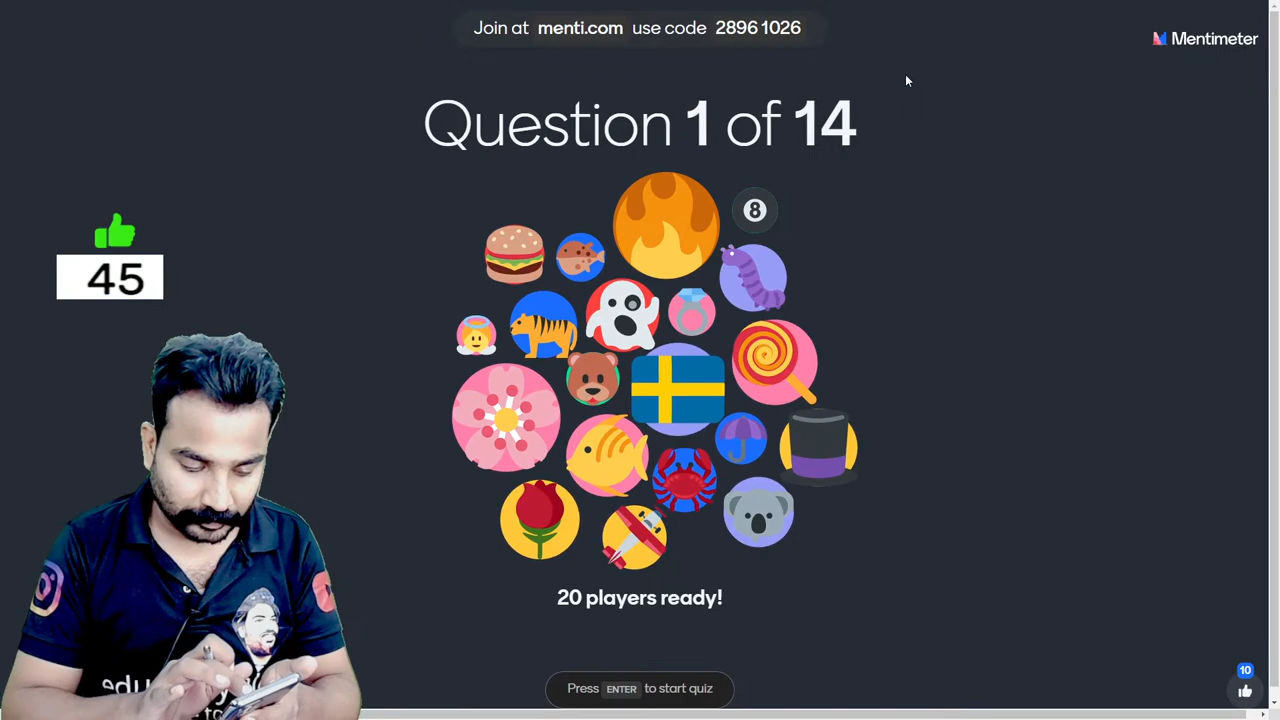 Join at menti.com use code 2896 1026
Mentimeter
Question 1 of 14
8
45
20 players ready!
Press ENTER to start quiz
10